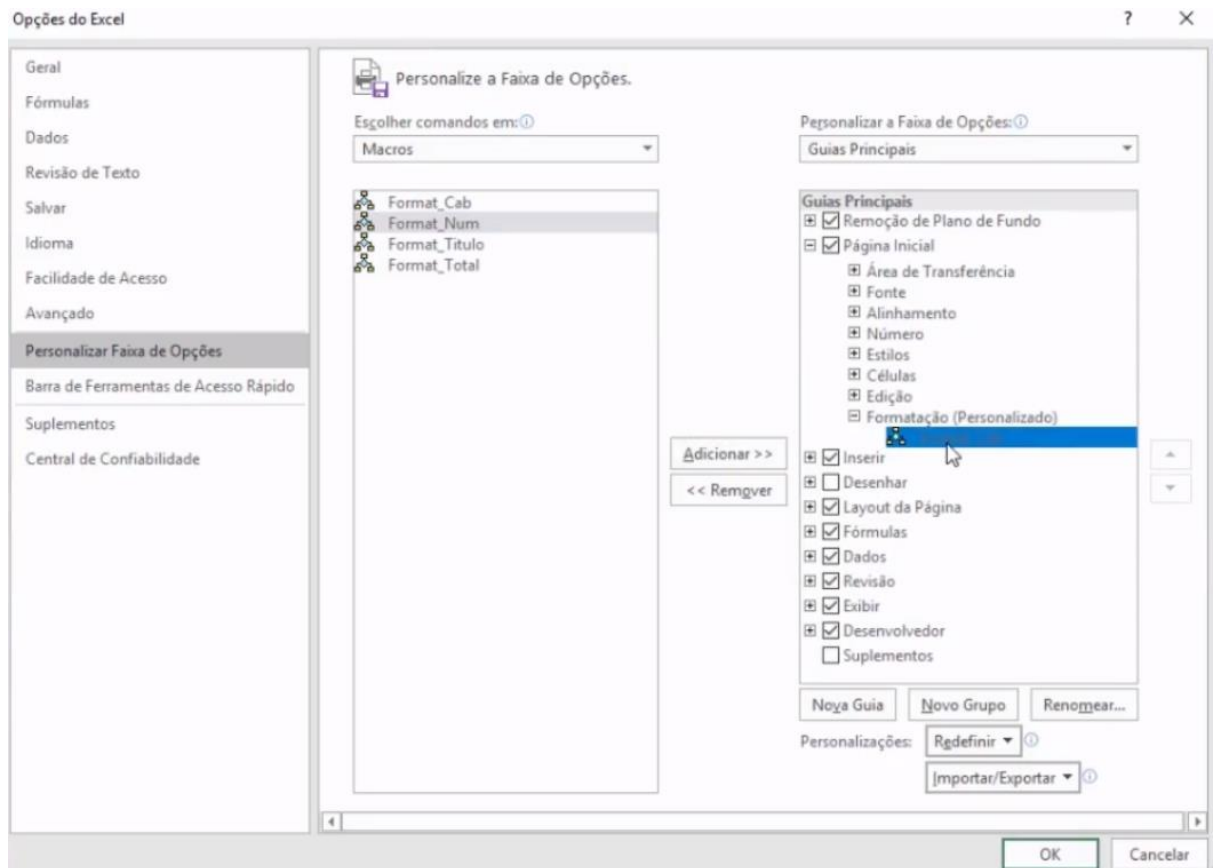 Opções do Excel
?
Geral
Fórmulas
Dados
Revisão de Texto
Salvar
Idioma
Facilidade de Acesso
Avançado
Personalizar Faixa de Opções
Barra de Ferramentas de Acesso Rápido
Suplementos
Central de Confiabilidade
Personalize a Faixa de Opções.
Escolher comandos em:
Macros
Format_Cab
Format_Num
Format_Titulo
Format_Total
Adicionar >>
<< Remover
Personalizar a Faixa de Opções:
Guias Principais
Guias Principais
Remoção de Plano de Fundo
Página Inicial
Área de Transferência
Fonte
Alinhamento
Número
Estilos
Células
Edição
Formatação (Personalizado)
Inserir
Desenhar
Layout da Página
Fórmulas
Dados
Revisão
Exibir
Desenvolvedor
Suplementos
Nova Guia
Novo Grupo
Renomear...
Personalizações:
Redefinir
Importar/Exportar
OK
Cancelar